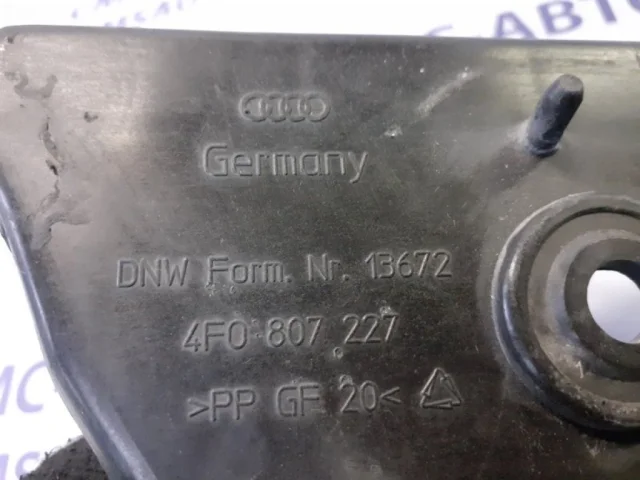 Germany
DNW Form. Nr. 13672
4F0 807 227
>PP GF 20<